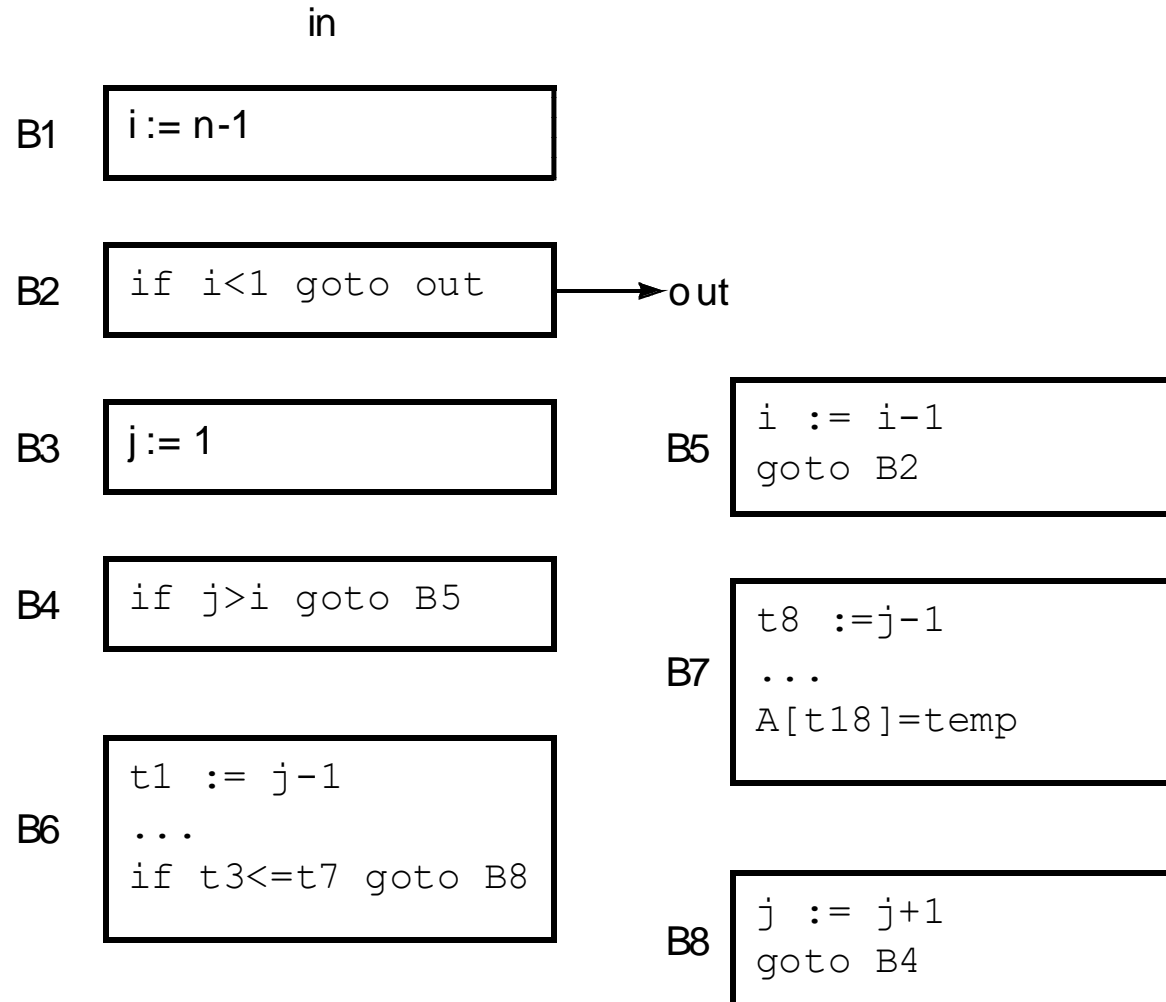 in
B1
i := n-1
B2
if i<1 goto out
out
B3
j := 1
B4
if j>i goto B5
B6
t1 := j-1
...
if t3<=t7 goto B8
B5
i := i-1
goto B2
B7
t8 :=j-1
...
A[t18]=temp
B8
j := j+1
goto B4